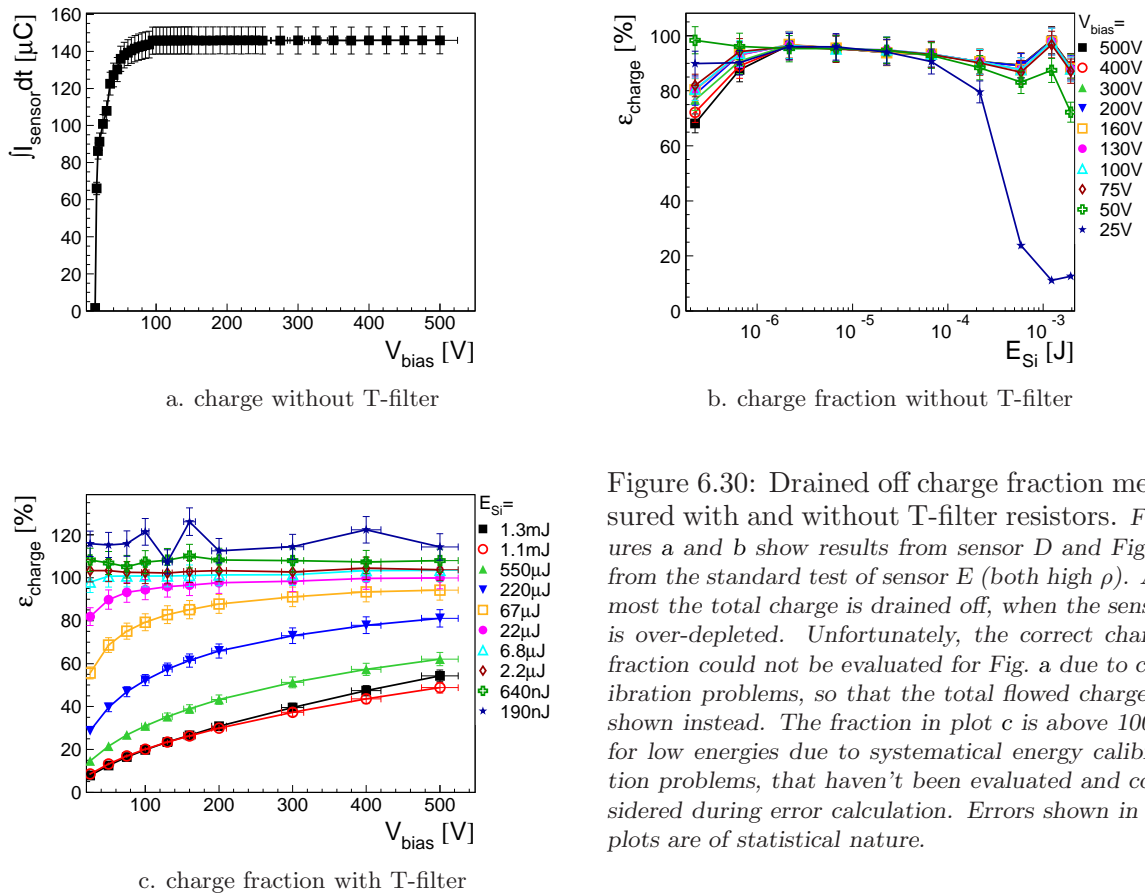 ∫I_sensor dt [μC]
160
140
120
100
80
60
40
20
0
100 200 300 400 500
V_bias [V]
a. charge without T-filter
ε_charge [%]
100
80
60
40
20
0
10^-6 10^-5 10^-4 10^-3
E_Si [J]
V_bias=
500V
400V
300V
200V
160V
130V
100V
75V
50V
25V
b. charge fraction without T-filter
ε_charge [%]
120
100
80
60
40
20
0
100 200 300 400 500
V_bias [V]
E_Si=
1.3mJ
1.1mJ
550μJ
220μJ
67μJ
22μJ
6.8μJ
2.2μJ
640nJ
190nJ
c. charge fraction with T-filter
Figure 6.30: Drained off charge fraction me
sured with and without T-filter resistors. F
ures a and b show results from sensor D and Fig
from the standard test of sensor E (both high ρ).
most the total charge is drained off, when the sens
is over-depleted. Unfortunately, the correct char
fraction could not be evaluated for Fig. a due to c
ibration problems, so that the total flowed charge
shown instead. The fraction in plot c is above 100
for low energies due to systematical energy calib
tion problems, that haven't been evaluated and co
sidered during error calculation. Errors shown in
plots are of statistical nature.